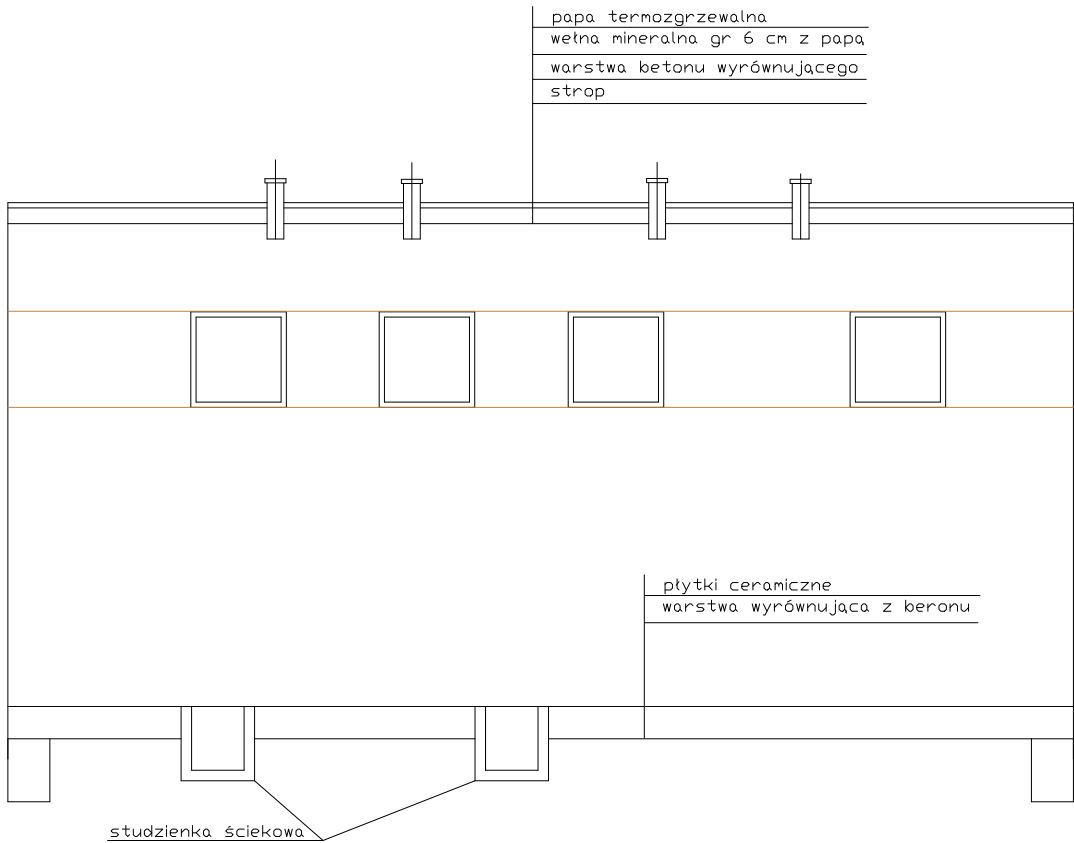 papa termozgrzewalna
wełna mineralna gr 6 cm z papą
warstwa betonu wyrównującego
strop
płytki ceramiczne
warstwa wyrównująca z beronu
studzienka ściekowa